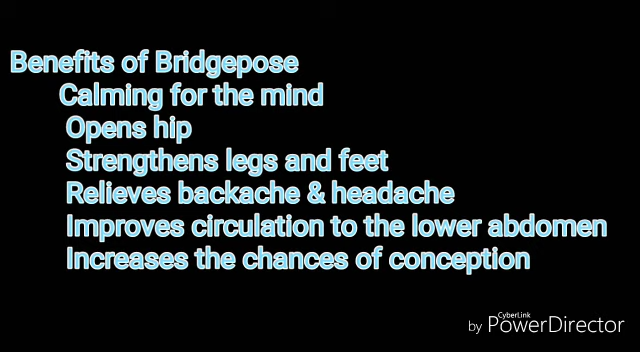 Benefits of Bridgepose
Calming for the mind
Opens hip
Strengthens legs and feet
Relieves backache & headache
Improves circulation to the lower abdomen
Increases the chances of conception
CyberLink
by PowerDirector